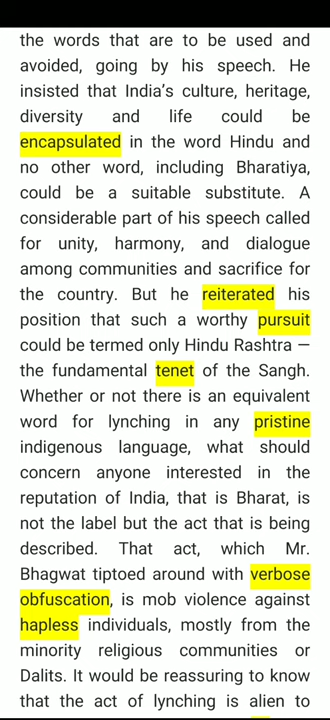 the words that are to be used and
avoided, going by his speech. He
insisted that India’s culture, heritage,
diversity and life could be
encapsulated in the word Hindu and
no other word, including Bharatiya,
could be a suitable substitute. A
considerable part of his speech called
for unity, harmony, and dialogue
among communities and sacrifice for
the country. But he reiterated his
position that such a worthy pursuit
could be termed only Hindu Rashtra —
the fundamental tenet of the Sangh.
Whether or not there is an equivalent
word for lynching in any pristine
indigenous language, what should
concern anyone interested in the
reputation of India, that is Bharat, is
not the label but the act that is being
described. That act, which Mr.
Bhagwat tiptoed around with verbose
obfuscation, is mob violence against
hapless individuals, mostly from the
minority religious communities or
Dalits. It would be reassuring to know
that the act of lynching is alien to